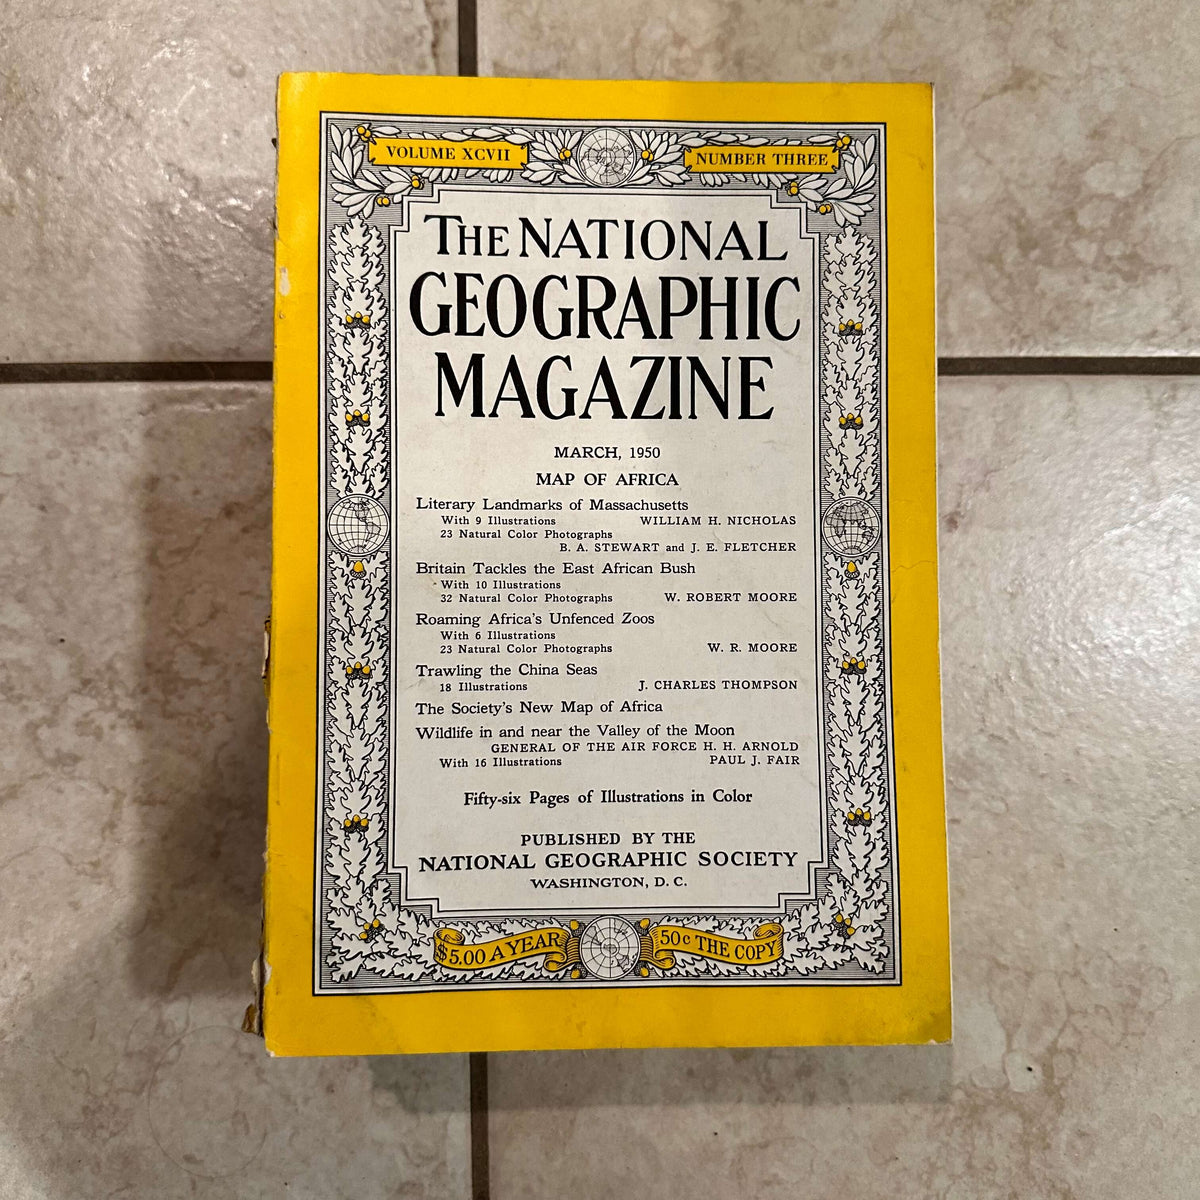 VOLUME XCVII
NUMBER THREE
THE NATIONAL
GEOGRAPHIC
MAGAZINE
MARCH, 1950
MAP OF AFRICA
Literary Landmarks of Massachusetts
With 9 Illustrations WILLIAM H. NICHOLAS
23 Natural Color Photographs
B. A. STEWART and J. E. FLETCHER
Britain Tackles the East African Bush
With 10 Illustrations
32 Natural Color Photographs W. ROBERT MOORE
Roaming Africa's Unfenced Zoos
With 6 Illustrations
23 Natural Color Photographs W. R. MOORE
Trawling the China Seas
18 Illustrations J. CHARLES THOMPSON
The Society's New Map of Africa
Wildlife in and near the Valley of the Moon
GENERAL OF THE AIR FORCE H. H. ARNOLD
With 16 Illustrations PAUL J. FAIR
Fifty-six Pages of Illustrations in Color
PUBLISHED BY THE
NATIONAL GEOGRAPHIC SOCIETY
WASHINGTON, D. C.
$5.00 A YEAR
50c THE COPY